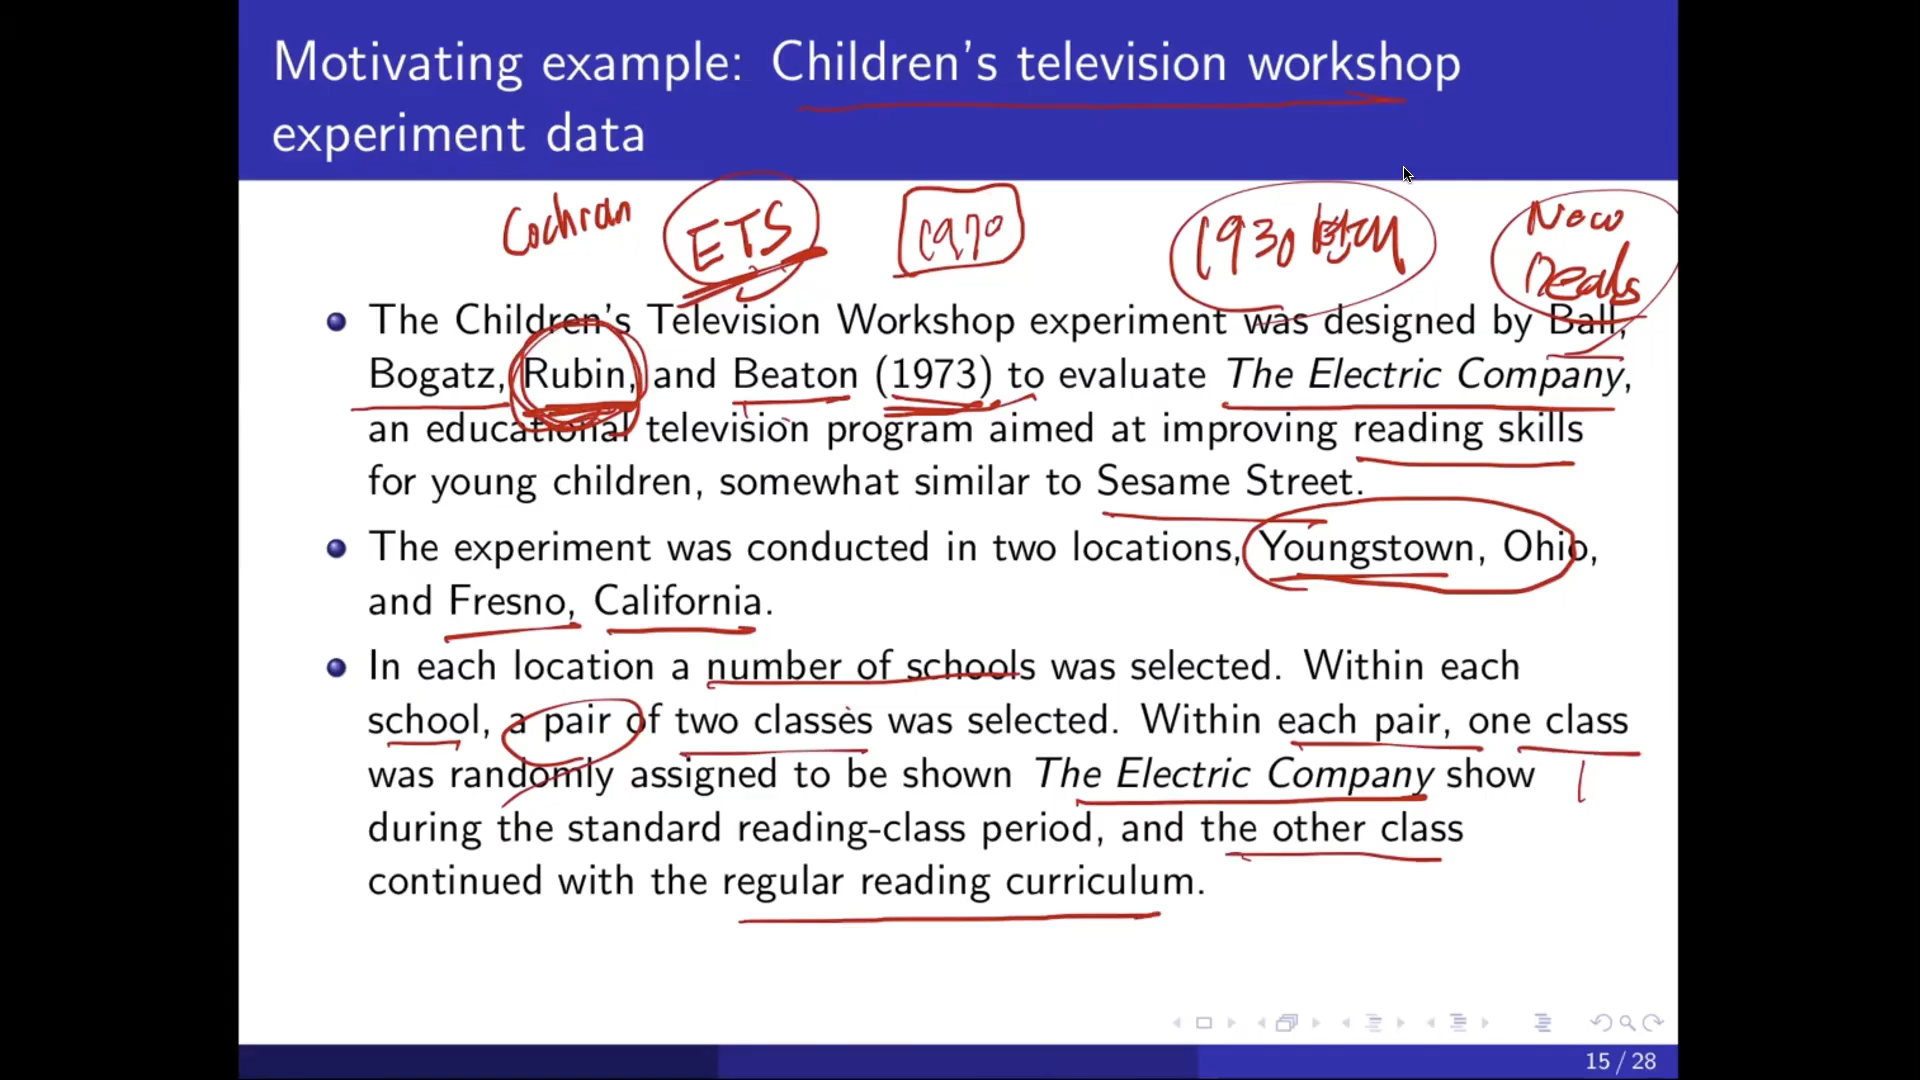 Motivating example: Children's television workshop
experiment data
Cochran ETS 1970 1930 New
Deals
The Children's Television Workshop experiment was designed by Ball,
Bogatz, Rubin, and Beaton (1973) to evaluate The Electric Company,
an educational television program aimed at improving reading skills
for young children, somewhat similar to Sesame Street.
The experiment was conducted in two locations, Youngstown, Ohio,
and Fresno, California.
In each location a number of schools was selected. Within each
school, a pair of two classes was selected. Within each pair, one class
was randomly assigned to be shown The Electric Company show
during the standard reading-class period, and the other class
continued with the regular reading curriculum.
15 / 28